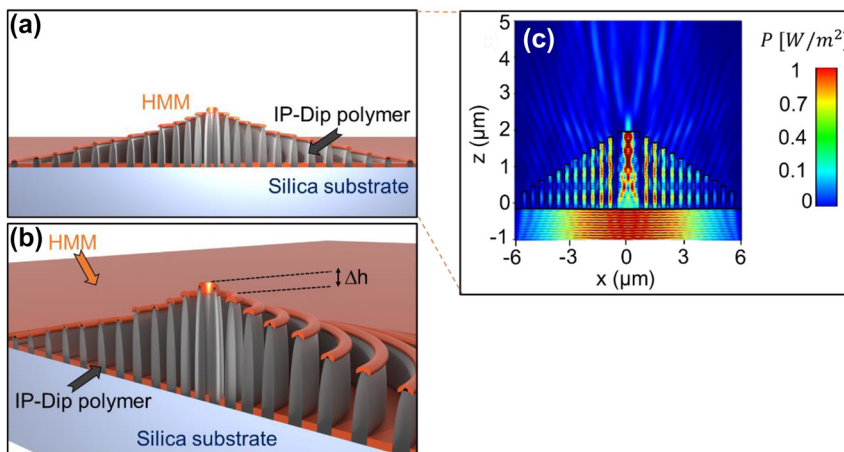 (a)
HMM
IP-Dip polymer
Silica substrate
(b)
HMM
Δh
IP-Dip polymer
Silica substrate
(c)
P [W/m²]
5
4
3
2
1
0
-1
z (μm)
-6 -3 0 3 6
x (μm)
1
0.7
0.4
0.1
0